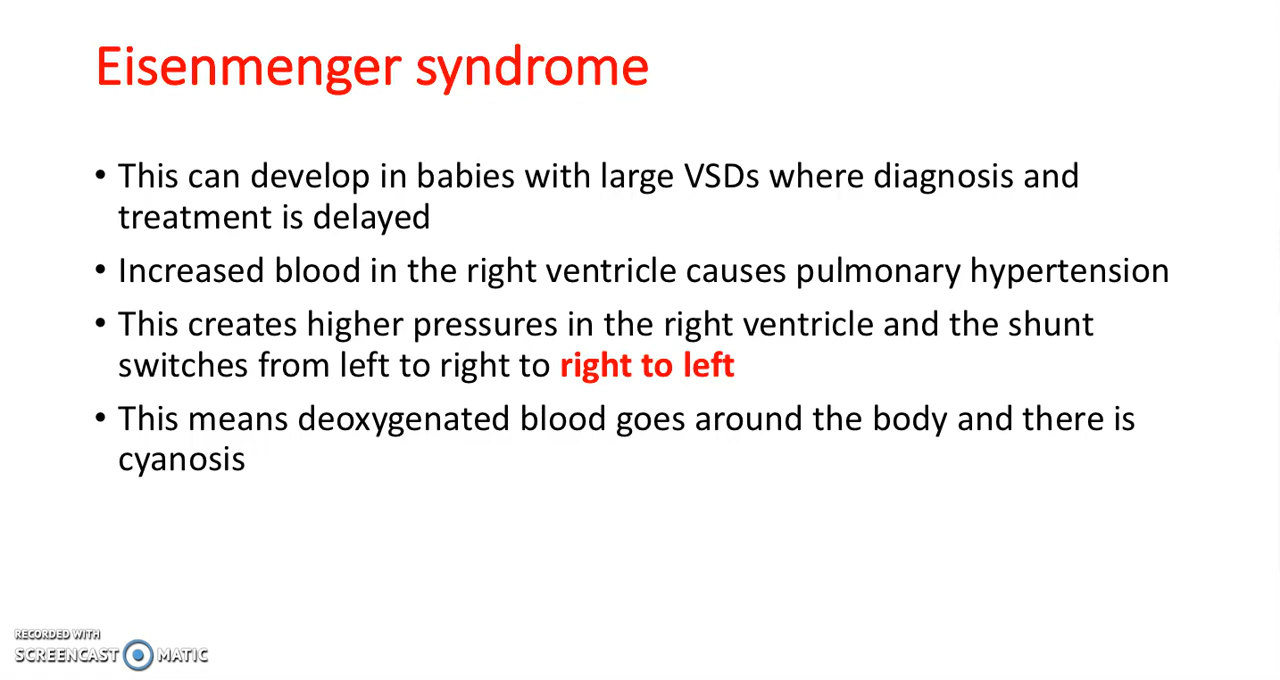 Eisenmenger syndrome
• This can develop in babies with large VSDs where diagnosis and
treatment is delayed
• Increased blood in the right ventricle causes pulmonary hypertension
• This creates higher pressures in the right ventricle and the shunt
switches from left to right to right to left
• This means deoxygenated blood goes around the body and there is
cyanosis
RECORDED WITH
SCREENCAST MATIC